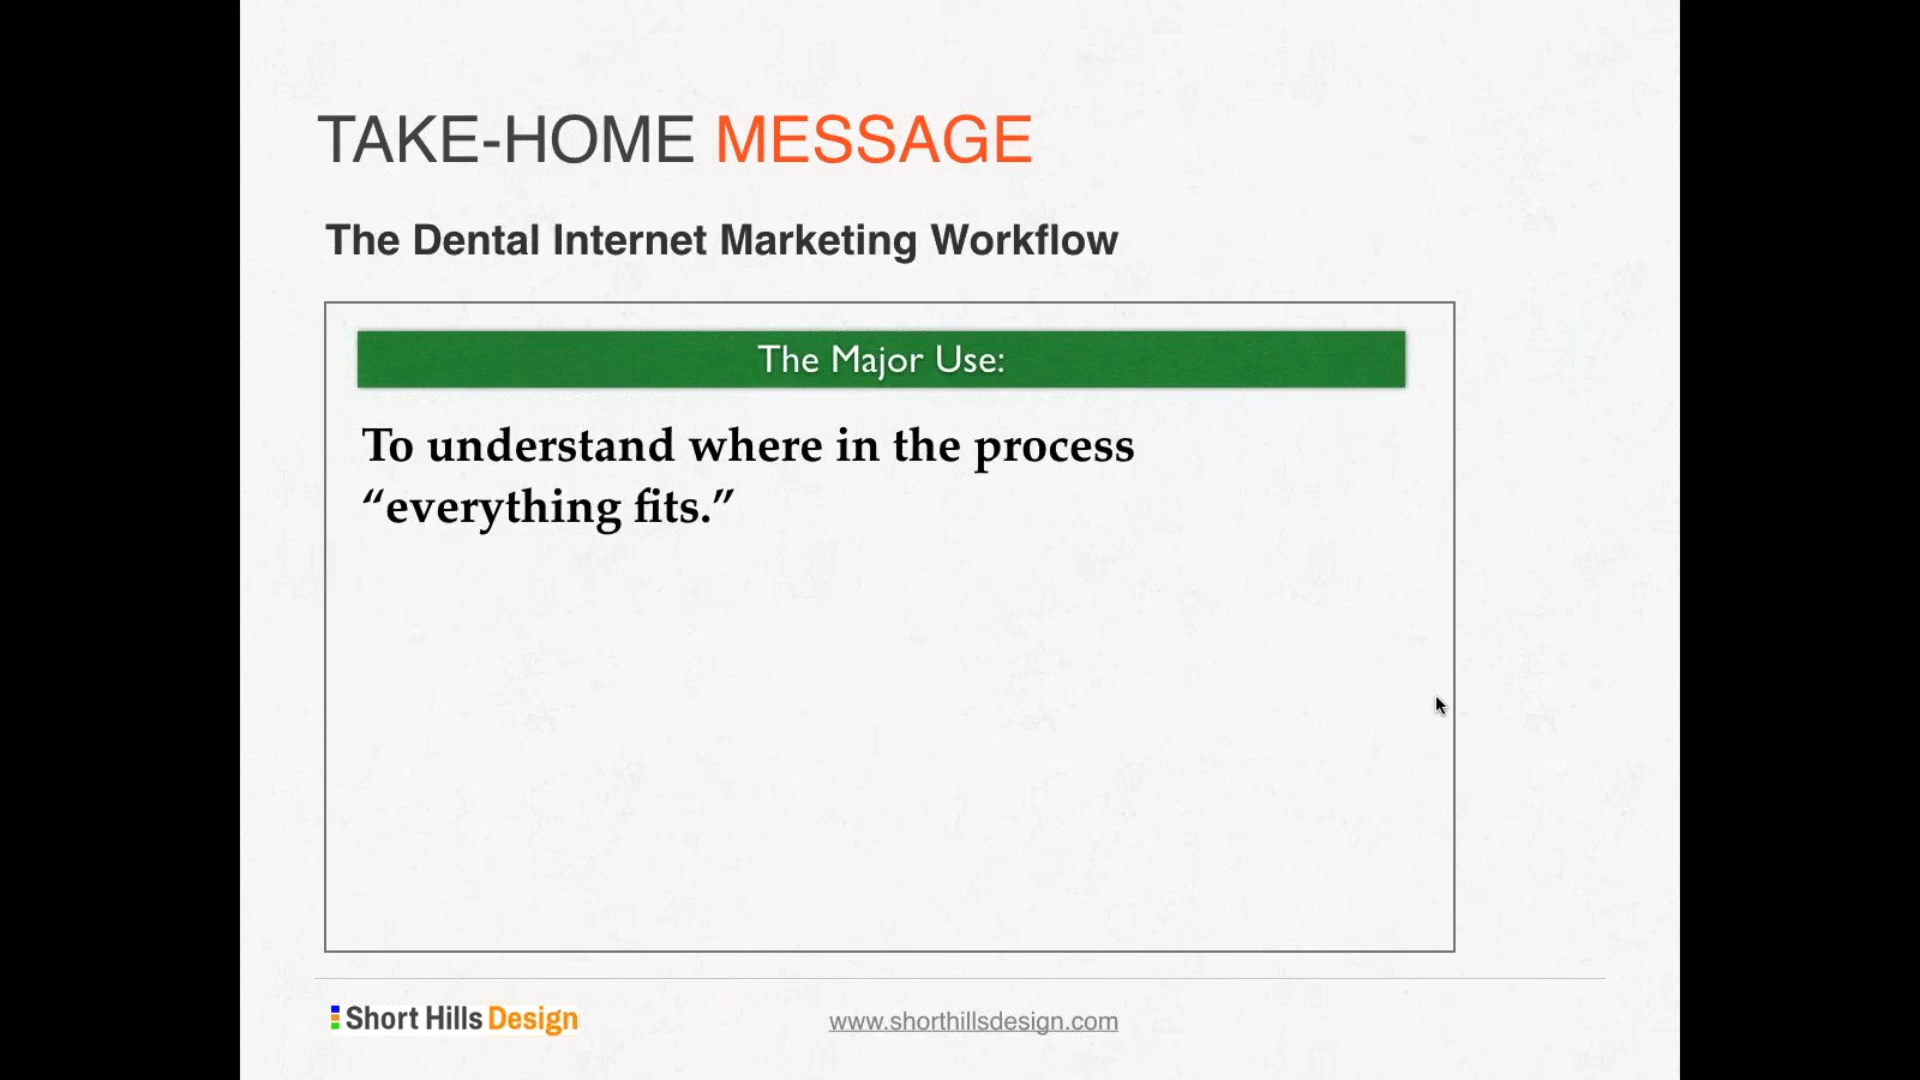 TAKE-HOME MESSAGE
The Dental Internet Marketing Workflow
The Major Use:
To understand where in the process
“everything fits.”
Short Hills Design
www.shorthillsdesign.com